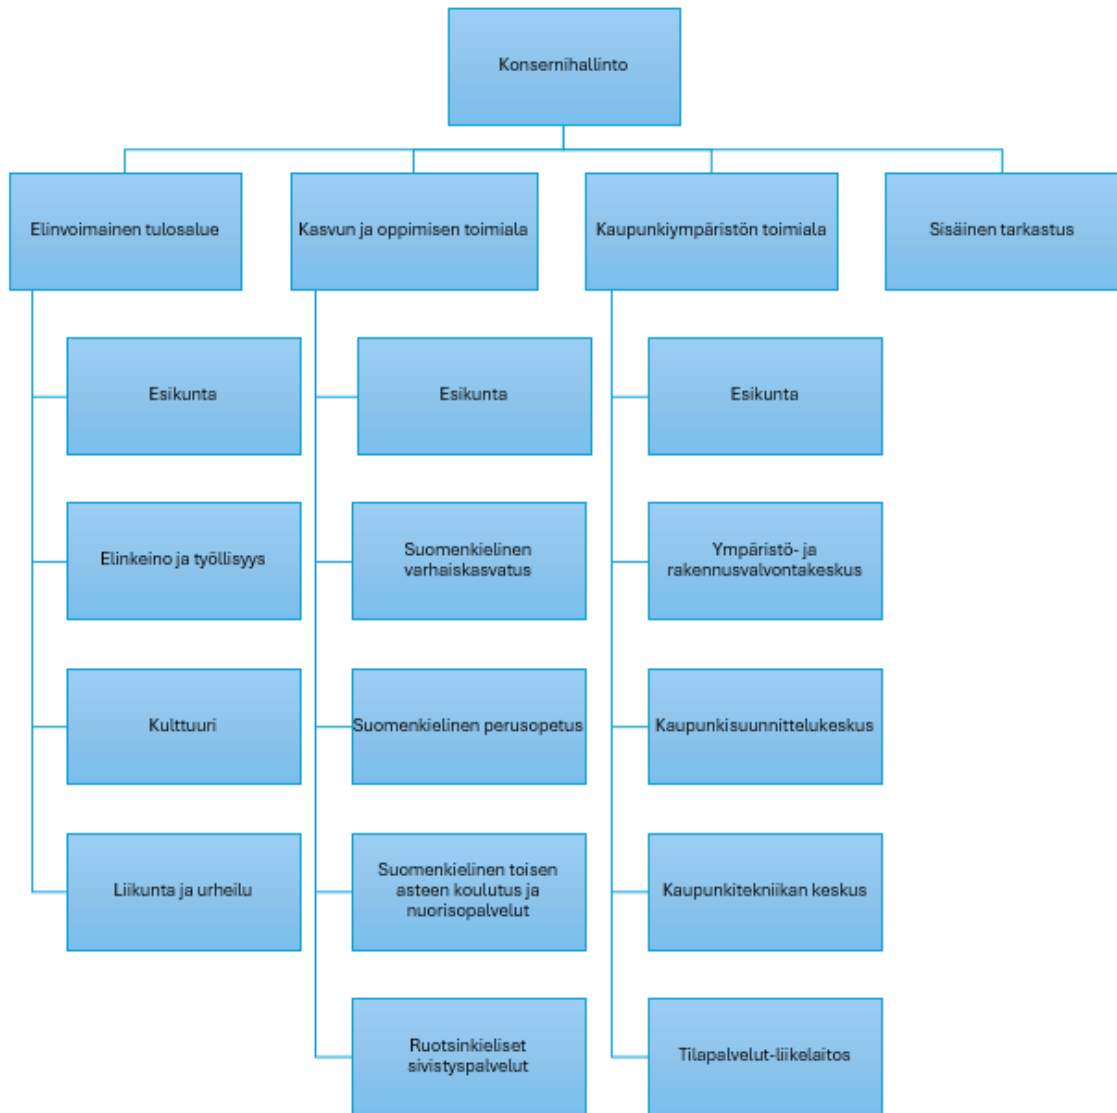 Konsernihallinto
Elinvoimainen tulosalue
Kasvun ja oppimisen toimiala
Kaupunkiympäristön toimiala
Sisäinen tarkastus
Esikunta
Esikunta
Esikunta
Elinkeino ja työllisyys
Suomenkielinen
varhaiskasvatus
Ympäristö- ja
rakennusvalvontakeskus
Kulttuuri
Suomenkielinen perusopetus
Kaupunkisuunnittelukeskus
Liikunta ja urheilu
Suomenkielinen toisen
asteen koulutus ja
nuorisopalvelut
Kaupunkitekniikan keskus
Ruotsinkieliset
sivistyspalvelut
Tilapalvelut-liikelaitos